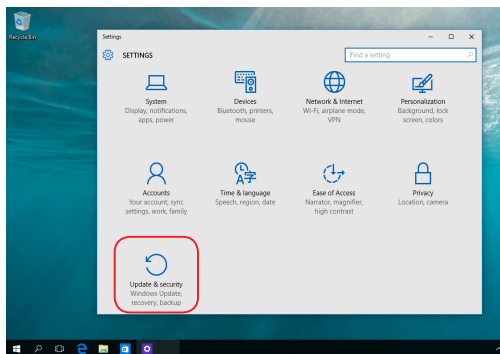 Recycle Bin
Settings
SETTINGS
Find a setting
System
Display, notifications,
apps, power
Devices
Bluetooth, printers,
mouse
Network & Internet
Wi-Fi, airplane mode,
VPN
Personalization
Background, lock
screen, colors
Accounts
Your account, sync
settings, work, family
Time & language
Speech, region, date
Ease of Access
Narrator, magnifier,
high contrast
Privacy
Location, camera
Update & security
Windows Update,
recovery, backup